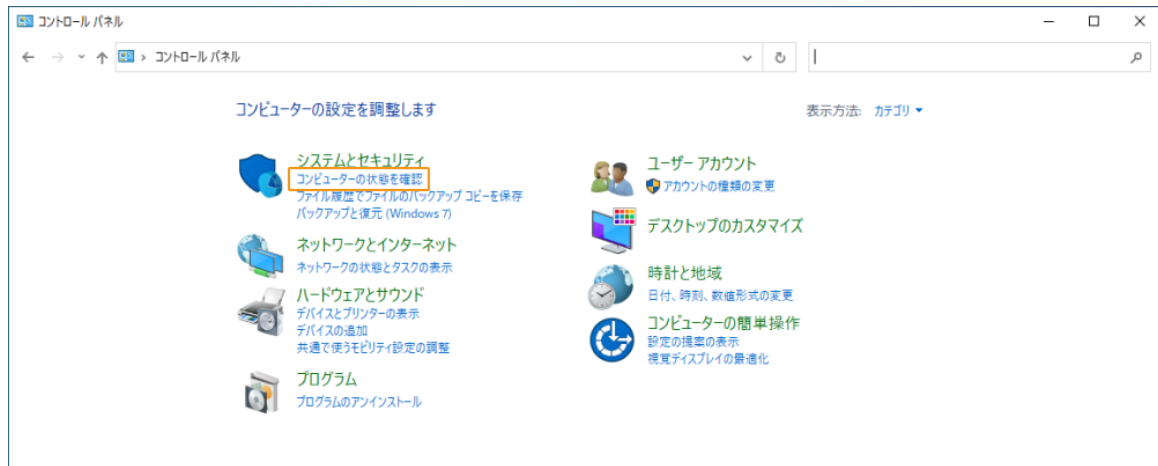 コントロール パネル
コントロール パネル
コンピューターの設定を調整します
表示方法: カテゴリ
システムとセキュリティ
コンピューターの状態を確認
ファイル履歴でファイルのバックアップ コピーを保存
バックアップと復元 (Windows 7)
ネットワークとインターネット
ネットワークの状態とタスクの表示
ハードウェアとサウンド
デバイスとプリンターの表示
デバイスの追加
共通で使うモビリティ設定の調整
プログラム
プログラムのアンインストール
ユーザー アカウント
アカウントの種類の変更
デスクトップのカスタマイズ
時計と地域
日付、時刻、数値形式の変更
コンピューターの簡単操作
設定の提案の表示
視覚ディスプレイの最適化